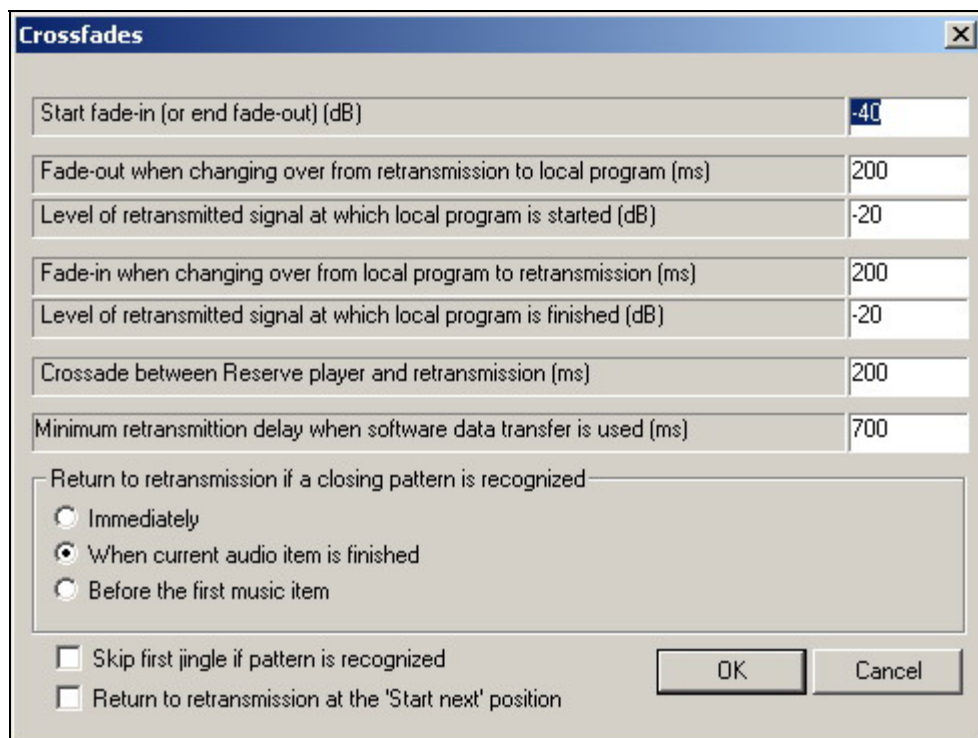 Crossfades
Start fade-in (or end fade-out) (dB) -40
Fade-out when changing over from retransmission to local program (ms) 200
Level of retransmitted signal at which local program is started (dB) -20
Fade-in when changing over from local program to retransmission (ms) 200
Level of retransmitted signal at which local program is finished (dB) -20
Crossade between Reserve player and retransmission (ms) 200
Minimum retransmittion delay when software data transfer is used (ms) 700
Return to retransmission if a closing pattern is recognized
Immediately
When current audio item is finished
Before the first music item
Skip first jingle if pattern is recognized
Return to retransmission at the 'Start next' position
OK Cancel